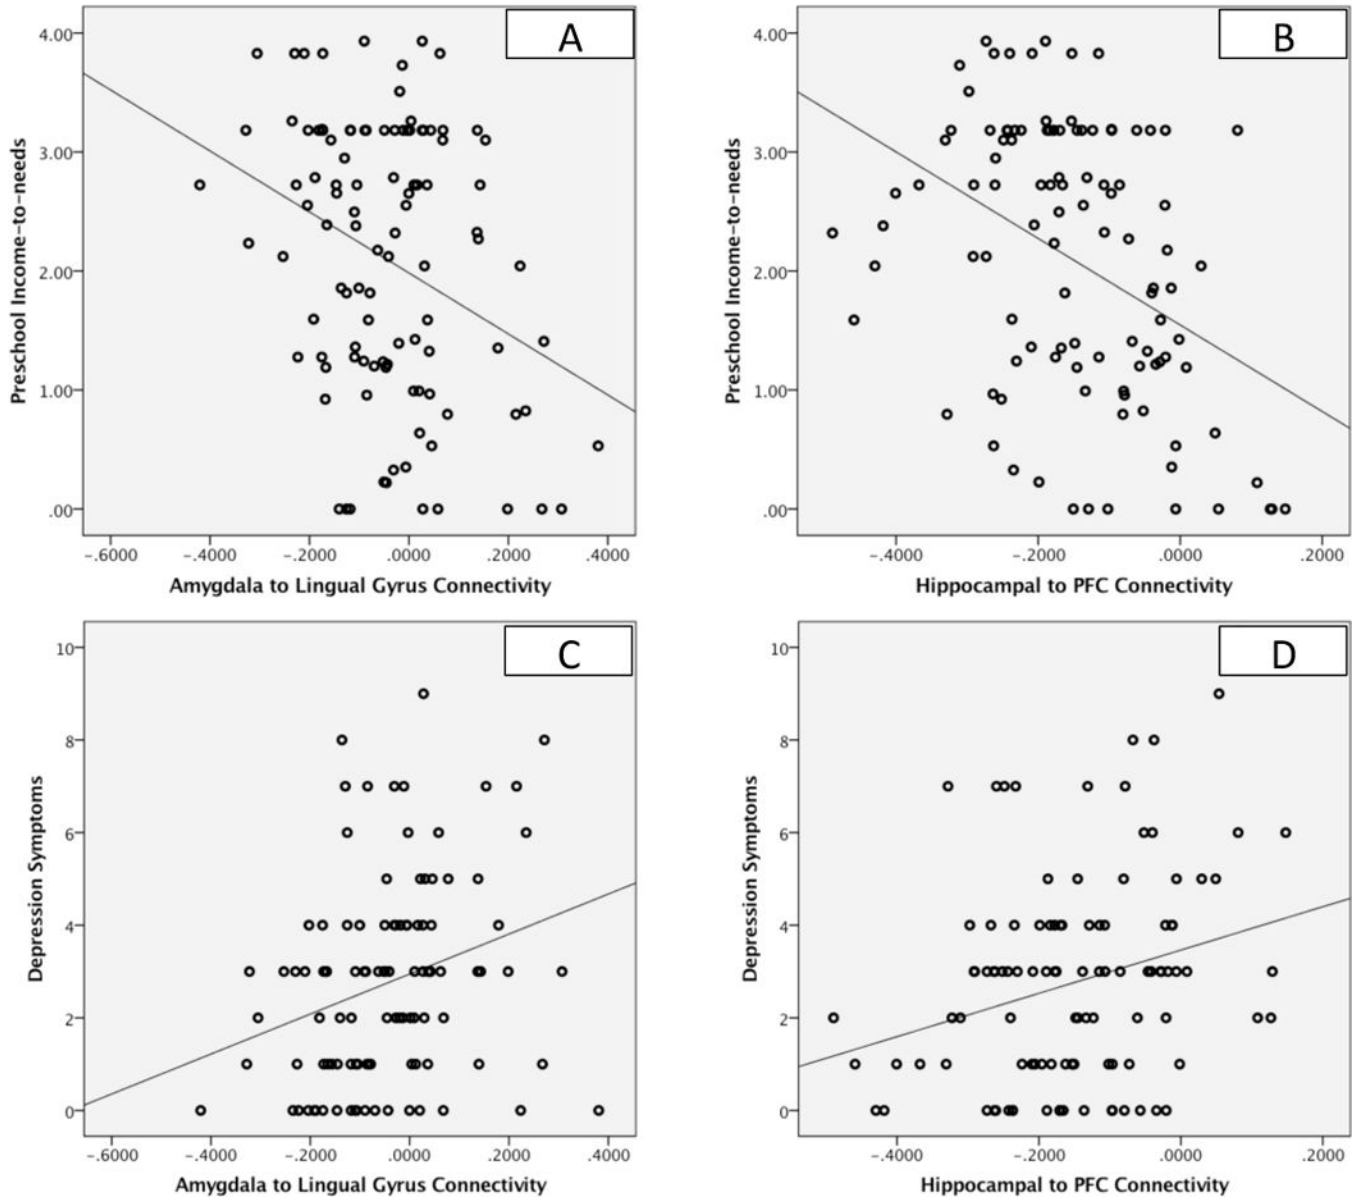 A
4.00
3.00
2.00
1.00
.00
Preschool Income-to-needs
-.6000 -.4000 -.2000 .0000 .2000 .4000
Amygdala to Lingual Gyrus Connectivity
B
4.00
3.00
2.00
1.00
.00
Preschool Income-to-needs
-.4000 -.2000 .0000 .2000
Hippocampal to PFC Connectivity
C
10
8
6
4
2
0
Depression Symptoms
-.6000 -.4000 -.2000 .0000 .2000 .4000
Amygdala to Lingual Gyrus Connectivity
D
10
8
6
4
2
0
Depression Symptoms
-.4000 -.2000 .0000 .2000
Hippocampal to PFC Connectivity